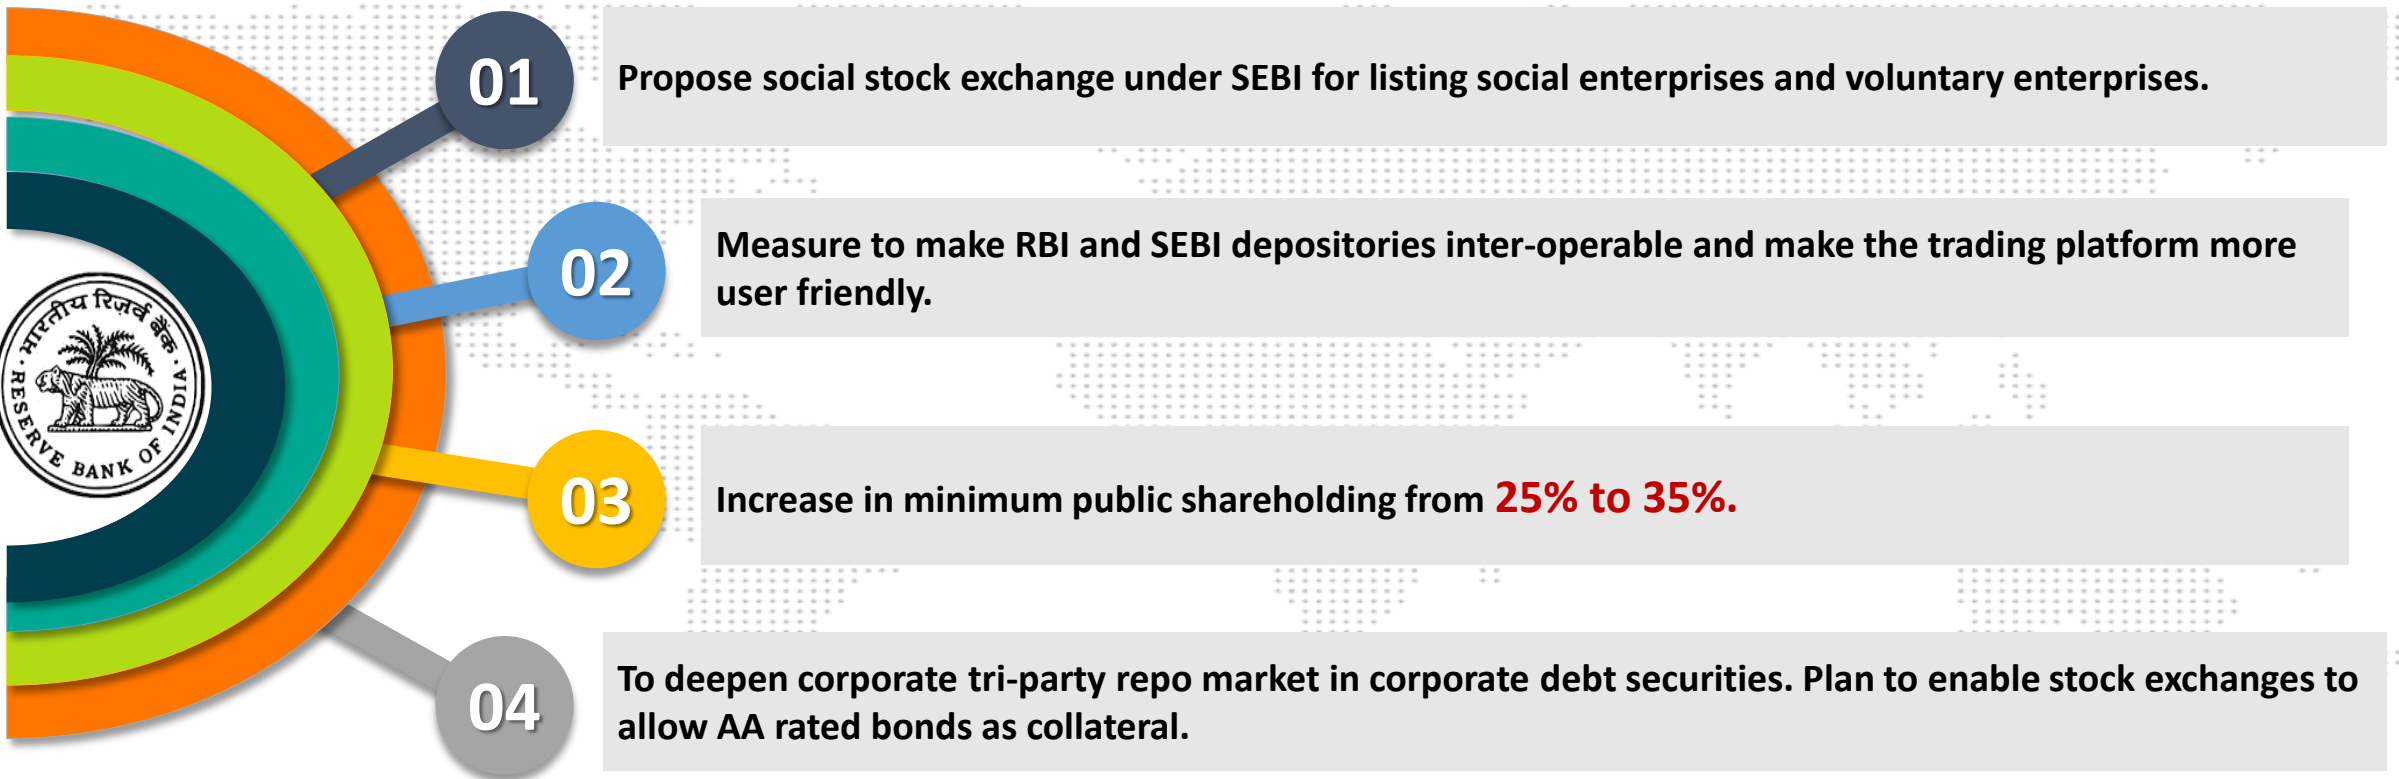 01
Propose social stock exchange under SEBI for listing social enterprises and voluntary enterprises.
02
Measure to make RBI and SEBI depositories inter-operable and make the trading platform more
user friendly.
भारतीय रिज़र्व बैंक
RESERVE BANK OF INDIA
03
Increase in minimum public shareholding from 25% to 35%.
04
To deepen corporate tri-party repo market in corporate debt securities. Plan to enable stock exchanges to
allow AA rated bonds as collateral.